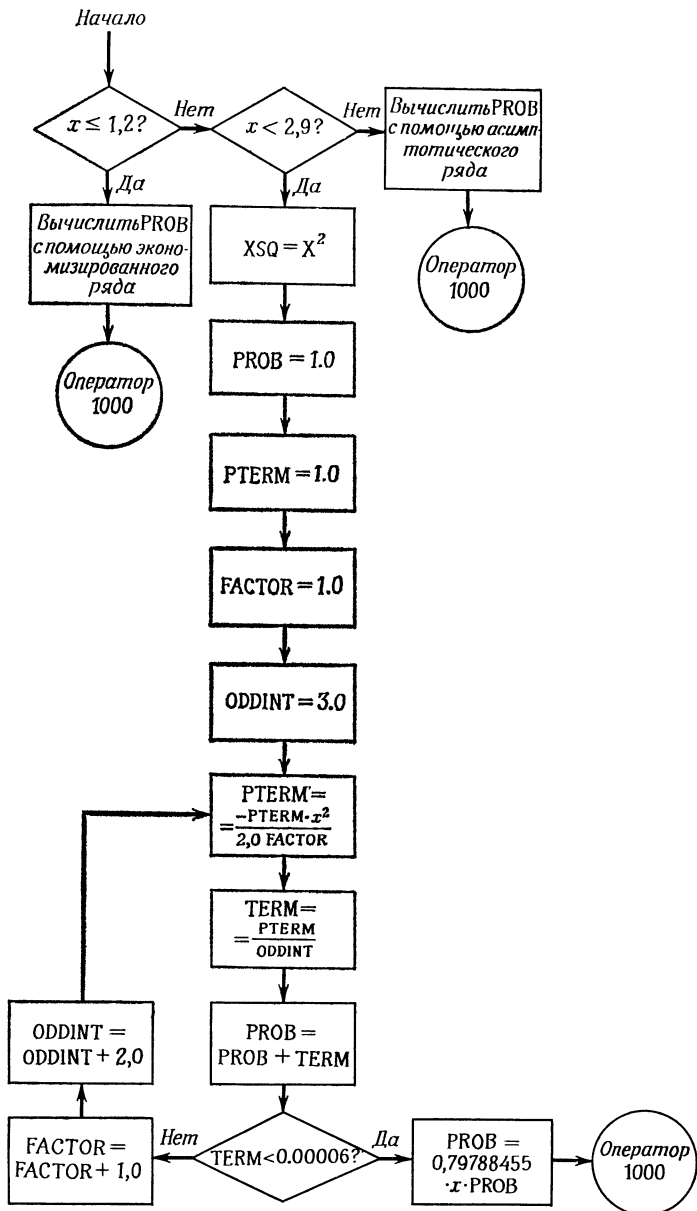 Начало
x ≤ 1,2?
Нет
x < 2,9?
Нет
Вычислить PROB
с помощью асимп-
тотического
ряда
Да
Да
Вычислить PROB
с помощью эконо-
мизированного
ряда
XSQ = X²
Оператор
1000
Оператор
1000
PROB = 1.0
PTERM = 1.0
FACTOR = 1.0
ODDINT = 3.0
PTERM =
= −PTERM·x² / 2,0 FACTOR
TERM =
= PTERM / ODDINT
ODDINT =
ODDINT + 2,0
PROB =
PROB + TERM
FACTOR =
FACTOR + 1,0
Нет
TERM < 0.00006?
Да
PROB =
0,79788455
·x·PROB
Оператор
1000